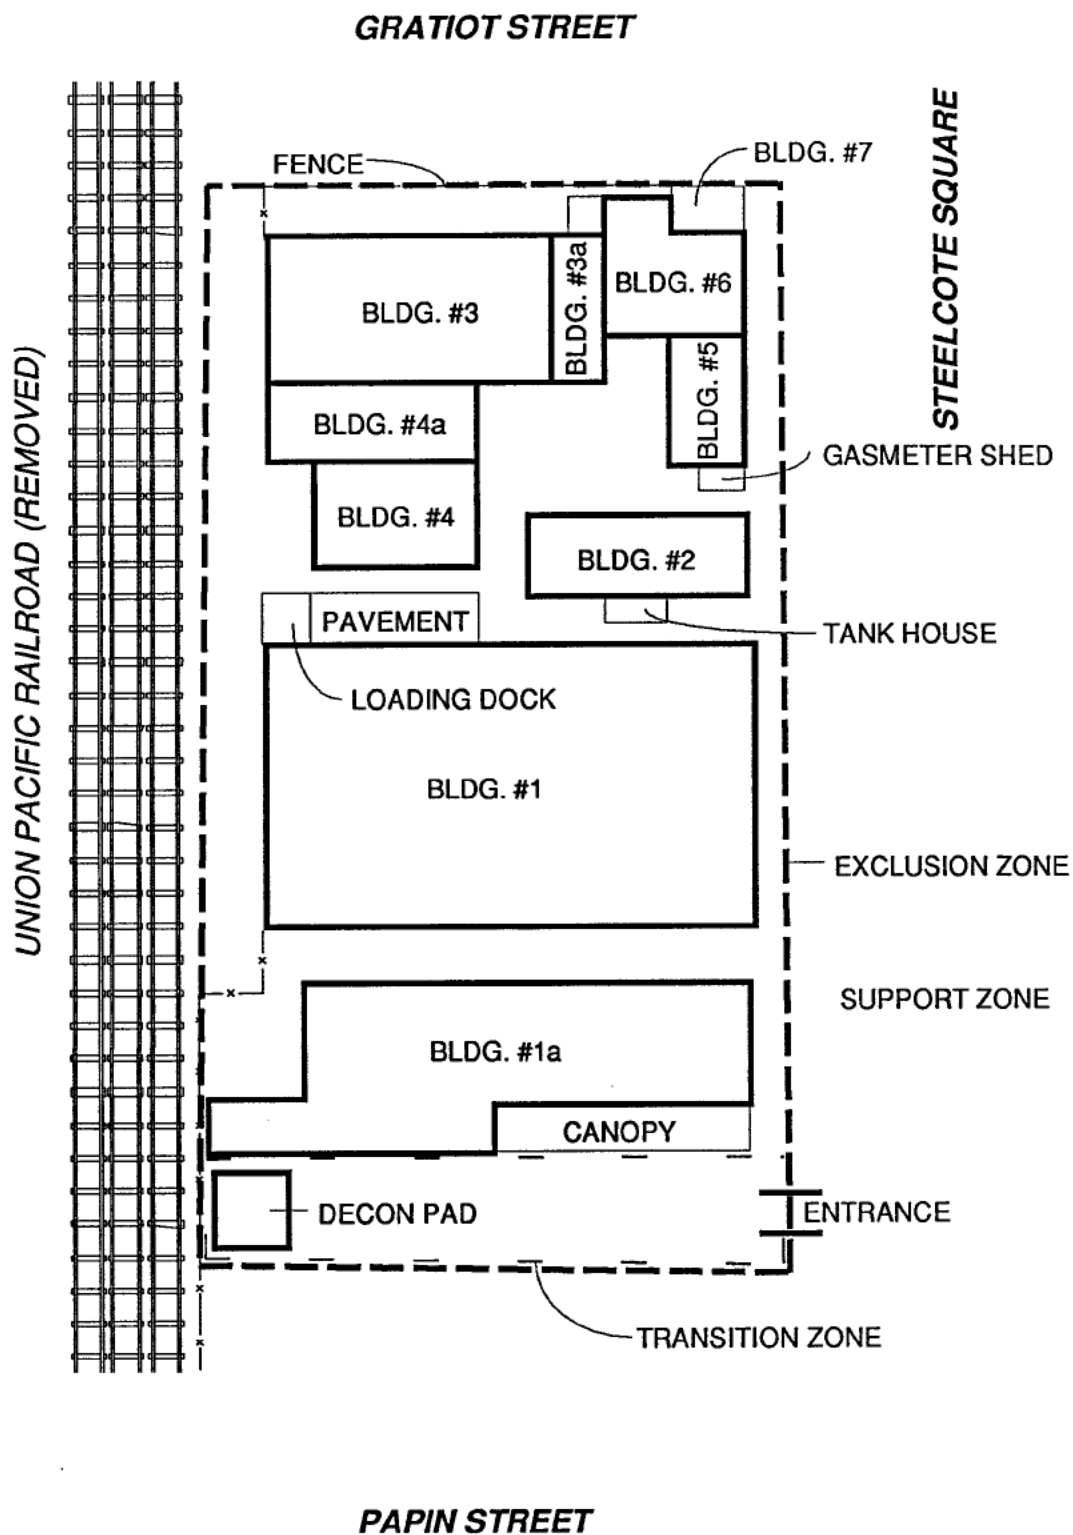 GRATIOT STREET
STEELCOTE SQUARE
BLDG. #7
FENCE
BLDG. #3
BLDG. #3a
BLDG. #6
BLDG. #5
BLDG. #4a
GASMETER SHED
BLDG. #4
BLDG. #2
PAVEMENT
TANK HOUSE
LOADING DOCK
UNION PACIFIC RAILROAD (REMOVED)
BLDG. #1
EXCLUSION ZONE
SUPPORT ZONE
BLDG. #1a
CANOPY
DECON PAD
ENTRANCE
TRANSITION ZONE
PAPIN STREET